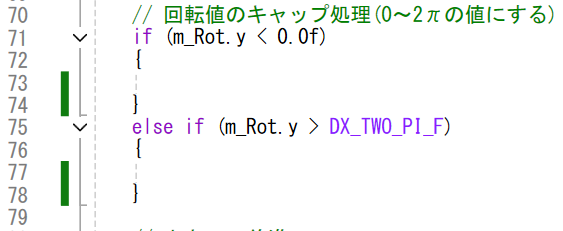 70 // 回転値のキャップ処理(0～2πの値にする)
71 if (m_Rot.y < 0.0f)
72 {
73
74 }
75 else if (m_Rot.y > DX_TWO_PI_F)
76 {
77
78 }
79